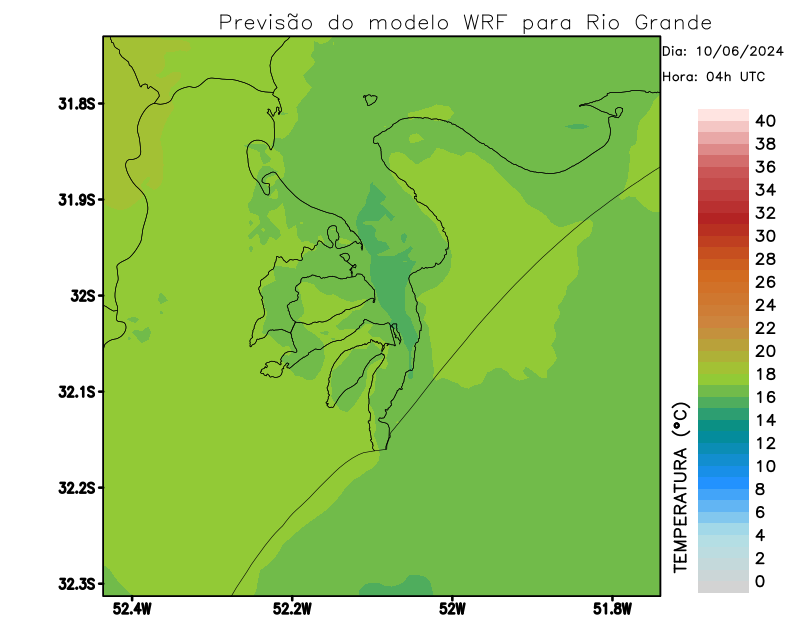 Previsão do modelo WRF para Rio Grande
Dia: 10/06/2024
Hora: 04h UTC
31.8S
31.9S
32S
32.1S
32.2S
32.3S
52.4W
52.2W
52W
51.8W
TEMPERATURA (°C)
40
38
36
34
32
30
28
26
24
22
20
18
16
14
12
10
8
6
4
2
0